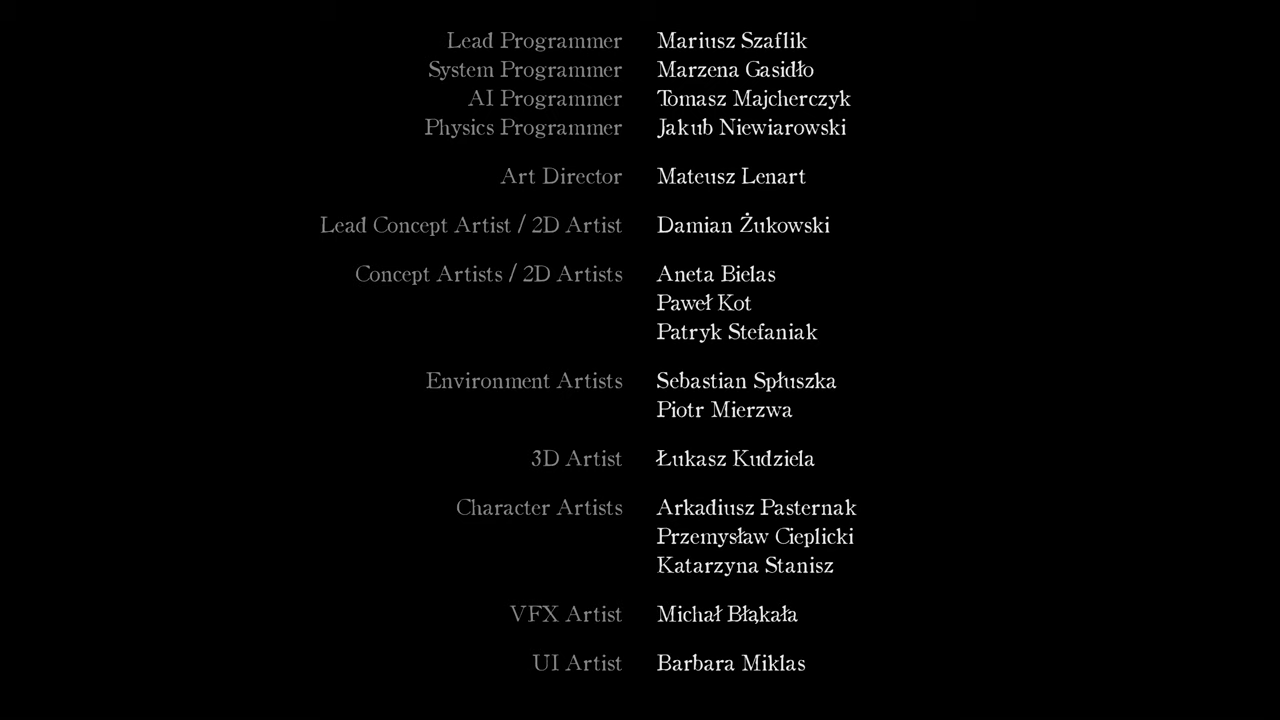 Lead Programmer Mariusz Szaflik
System Programmer Marzena Gasidło
AI Programmer Tomasz Majcherczyk
Physics Programmer Jakub Niewiarowski
Art Director Mateusz Lenart
Lead Concept Artist / 2D Artist Damian Żukowski
Concept Artists / 2D Artists Aneta Bielas
Paweł Kot
Patryk Stefaniak
Environment Artists Sebastian Spłuszka
Piotr Mierzwa
3D Artist Łukasz Kudziela
Character Artists Arkadiusz Pasternak
Przemysław Cieplicki
Katarzyna Stanisz
VFX Artist Michał Błąkała
UI Artist Barbara Miklas